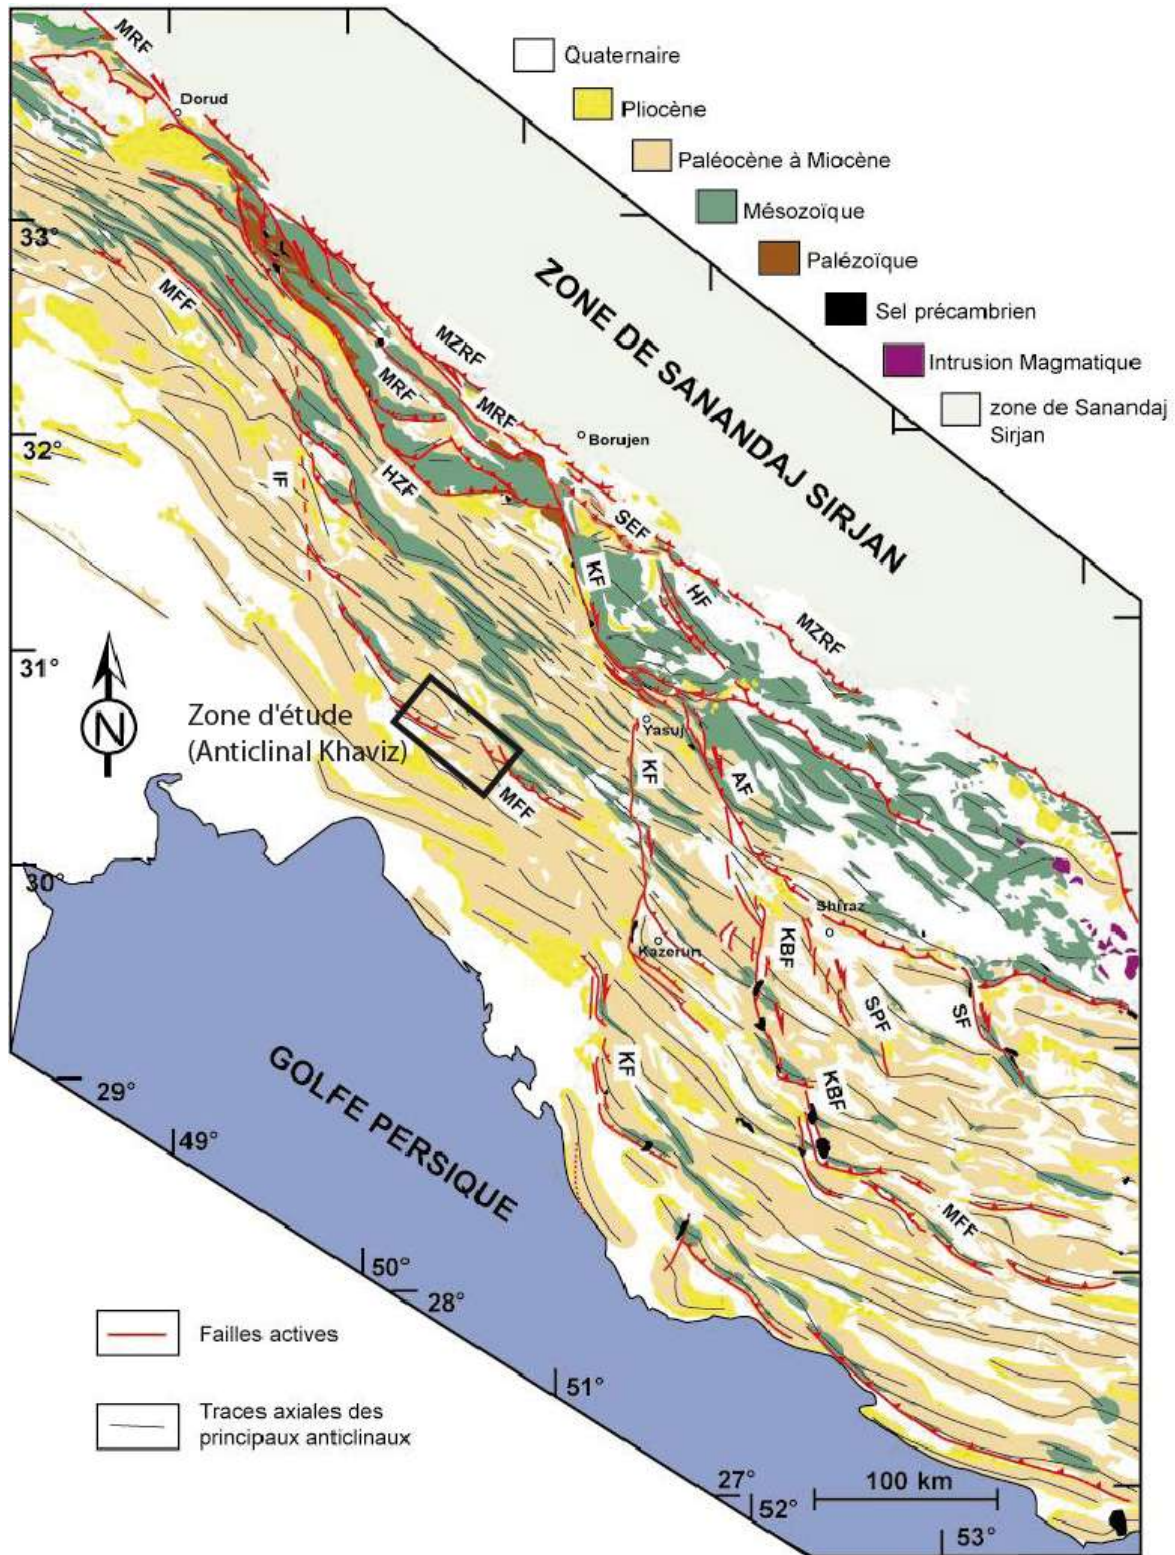 MRF
Dorud
Quaternaire
Pliocène
Paléocène à Miocène
Mésozoïque
Palézoïque
Sel précambrien
Intrusion Magmatique
zone de Sanandaj
Sirjan
33°
MFF
ZONE DE SANANDAJ SIRJAN
MZRF
MRF
MRF
Borujen
32°
IF
HZF
SEF
KF
HF
MZRF
31°
N
Zone d'étude
(Anticlinal Khaviz)
Yasuj
KF
AF
MFF
30°
Shiraz
Kazerun
KBF
SPF
SF
GOLFE PERSIQUE
KF
KBF
29°
49°
MFF
50°
28°
Failles actives
51°
Traces axiales des
principaux anticlinaux
27°
52°
100 km
53°